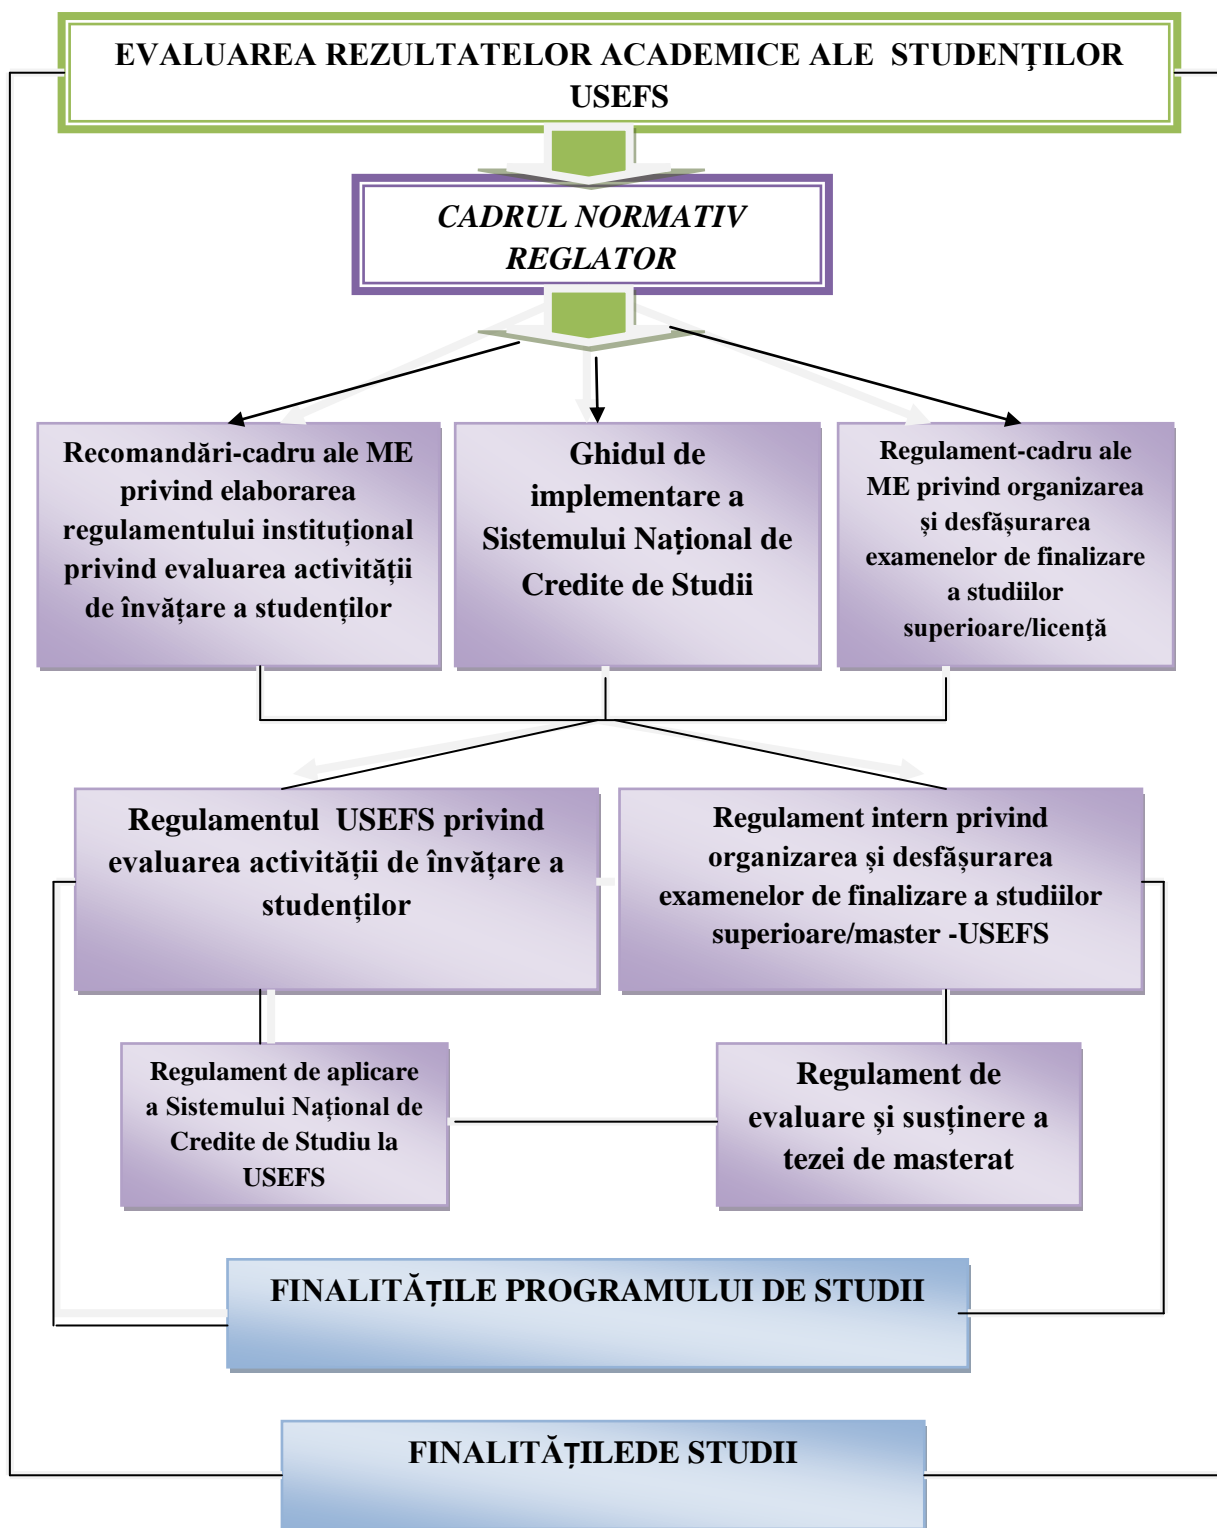 EVALUAREA REZULTATELOR ACADEMICE ALE STUDENŢILOR
USEFS
CADRUL NORMATIV
REGLATOR
Recomandări-cadru ale ME
privind elaborarea
regulamentului instituțional
privind evaluarea activității
de învățare a studenților
Ghidul de
implementare a
Sistemului Național de
Credite de Studii
Regulament-cadru ale
ME privind organizarea
și desfășurarea
examenelor de finalizare
a studiilor
superioare/licenţă
Regulamentul USEFS privind
evaluarea activității de învățare a
studenților
Regulament intern privind
organizarea și desfășurarea
examenelor de finalizare a studiilor
superioare/master -USEFS
Regulament de aplicare
a Sistemului Național de
Credite de Studiu la
USEFS
Regulament de
evaluare și susținere a
tezei de masterat
FINALITĂȚILE PROGRAMULUI DE STUDII
FINALITĂȚILEDE STUDII